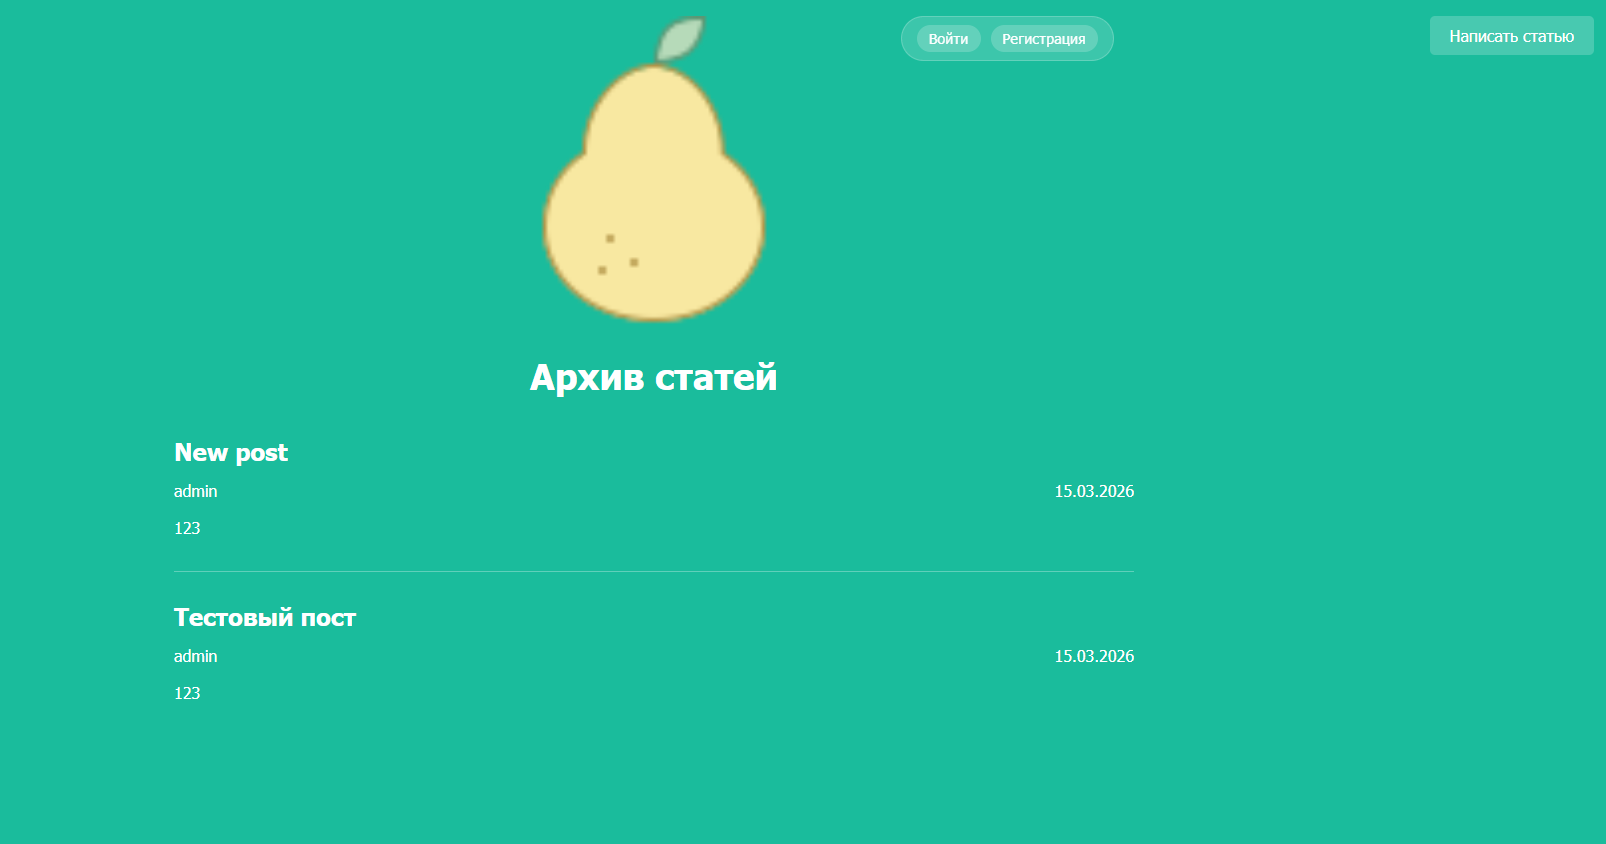 Войти Регистрация
Написать статью
Архив статей
New post
admin 15.03.2026
123
Тестовый пост
admin 15.03.2026
123